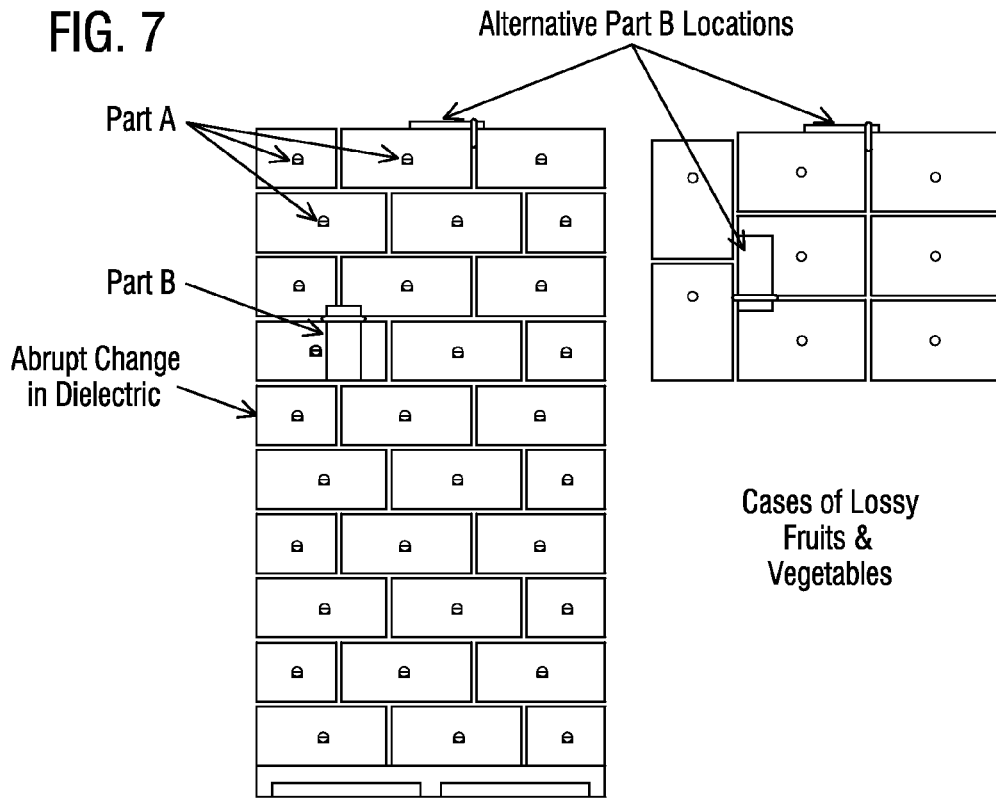 FIG. 7
Alternative Part B Locations
Part A
Part B
Abrupt Change
in Dielectric
Cases of Lossy
Fruits &
Vegetables